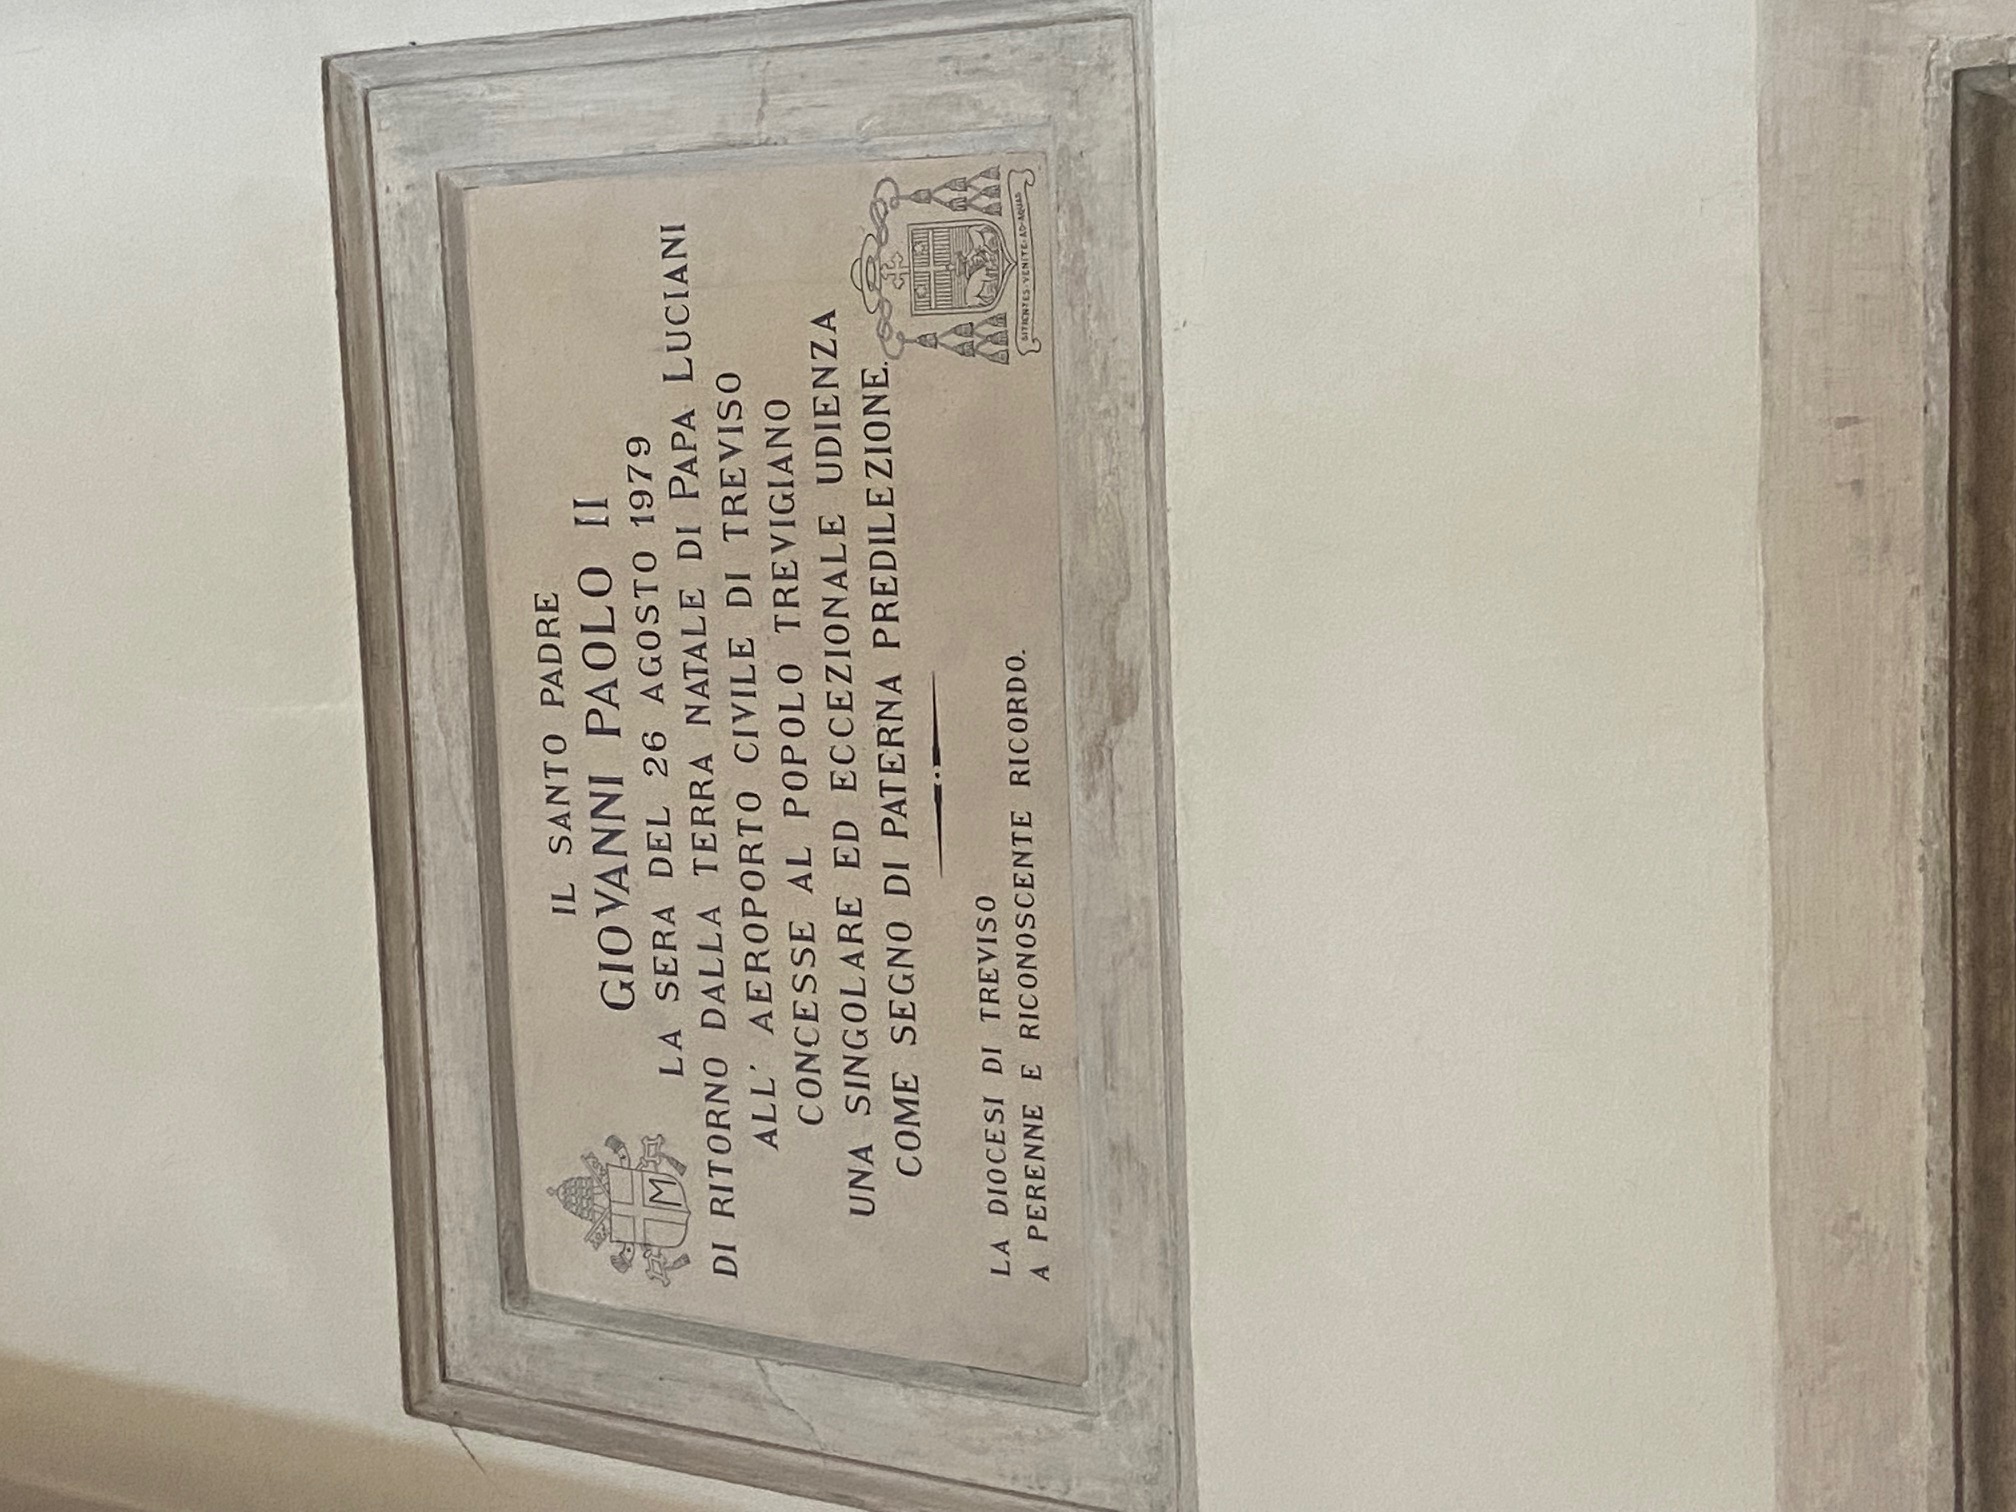 IL SANTO PADRE
GIOVANNI PAOLO II
LA SERA DEL 26 AGOSTO 1979
DI RITORNO DALLA TERRA NATALE DI PAPA LUCIANI
ALL' AEROPORTO CIVILE DI TREVISO
CONCESSE AL POPOLO TREVIGIANO
UNA SINGOLARE ED ECCEZIONALE UDIENZA
COME SEGNO DI PATERNA PREDILEZIONE.
LA DIOCESI DI TREVISO
A PERENNE E RICONOSCENTE RICORDO.
M
SITIENTES·VENITE·AD·AQUAS